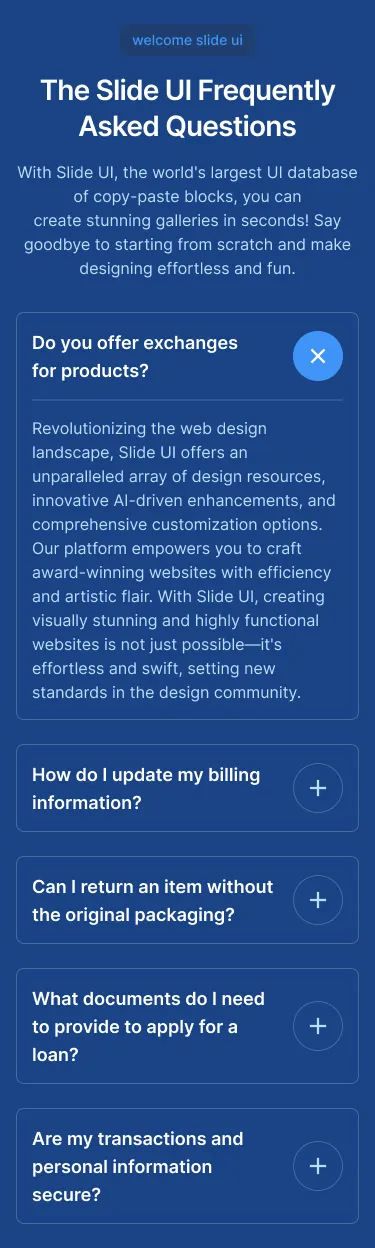 welcome slide ui
The Slide UI Frequently
Asked Questions
With Slide UI, the world's largest UI database
of copy-paste blocks, you can
create stunning galleries in seconds! Say
goodbye to starting from scratch and make
designing effortless and fun.
Do you offer exchanges
for products?
Revolutionizing the web design
landscape, Slide UI offers an
unparalleled array of design resources,
innovative AI-driven enhancements, and
comprehensive customization options.
Our platform empowers you to craft
award-winning websites with efficiency
and artistic flair. With Slide UI, creating
visually stunning and highly functional
websites is not just possible—it's
effortless and swift, setting new
standards in the design community.
How do I update my billing
information?
Can I return an item without
the original packaging?
What documents do I need
to provide to apply for a
loan?
Are my transactions and
personal information
secure?